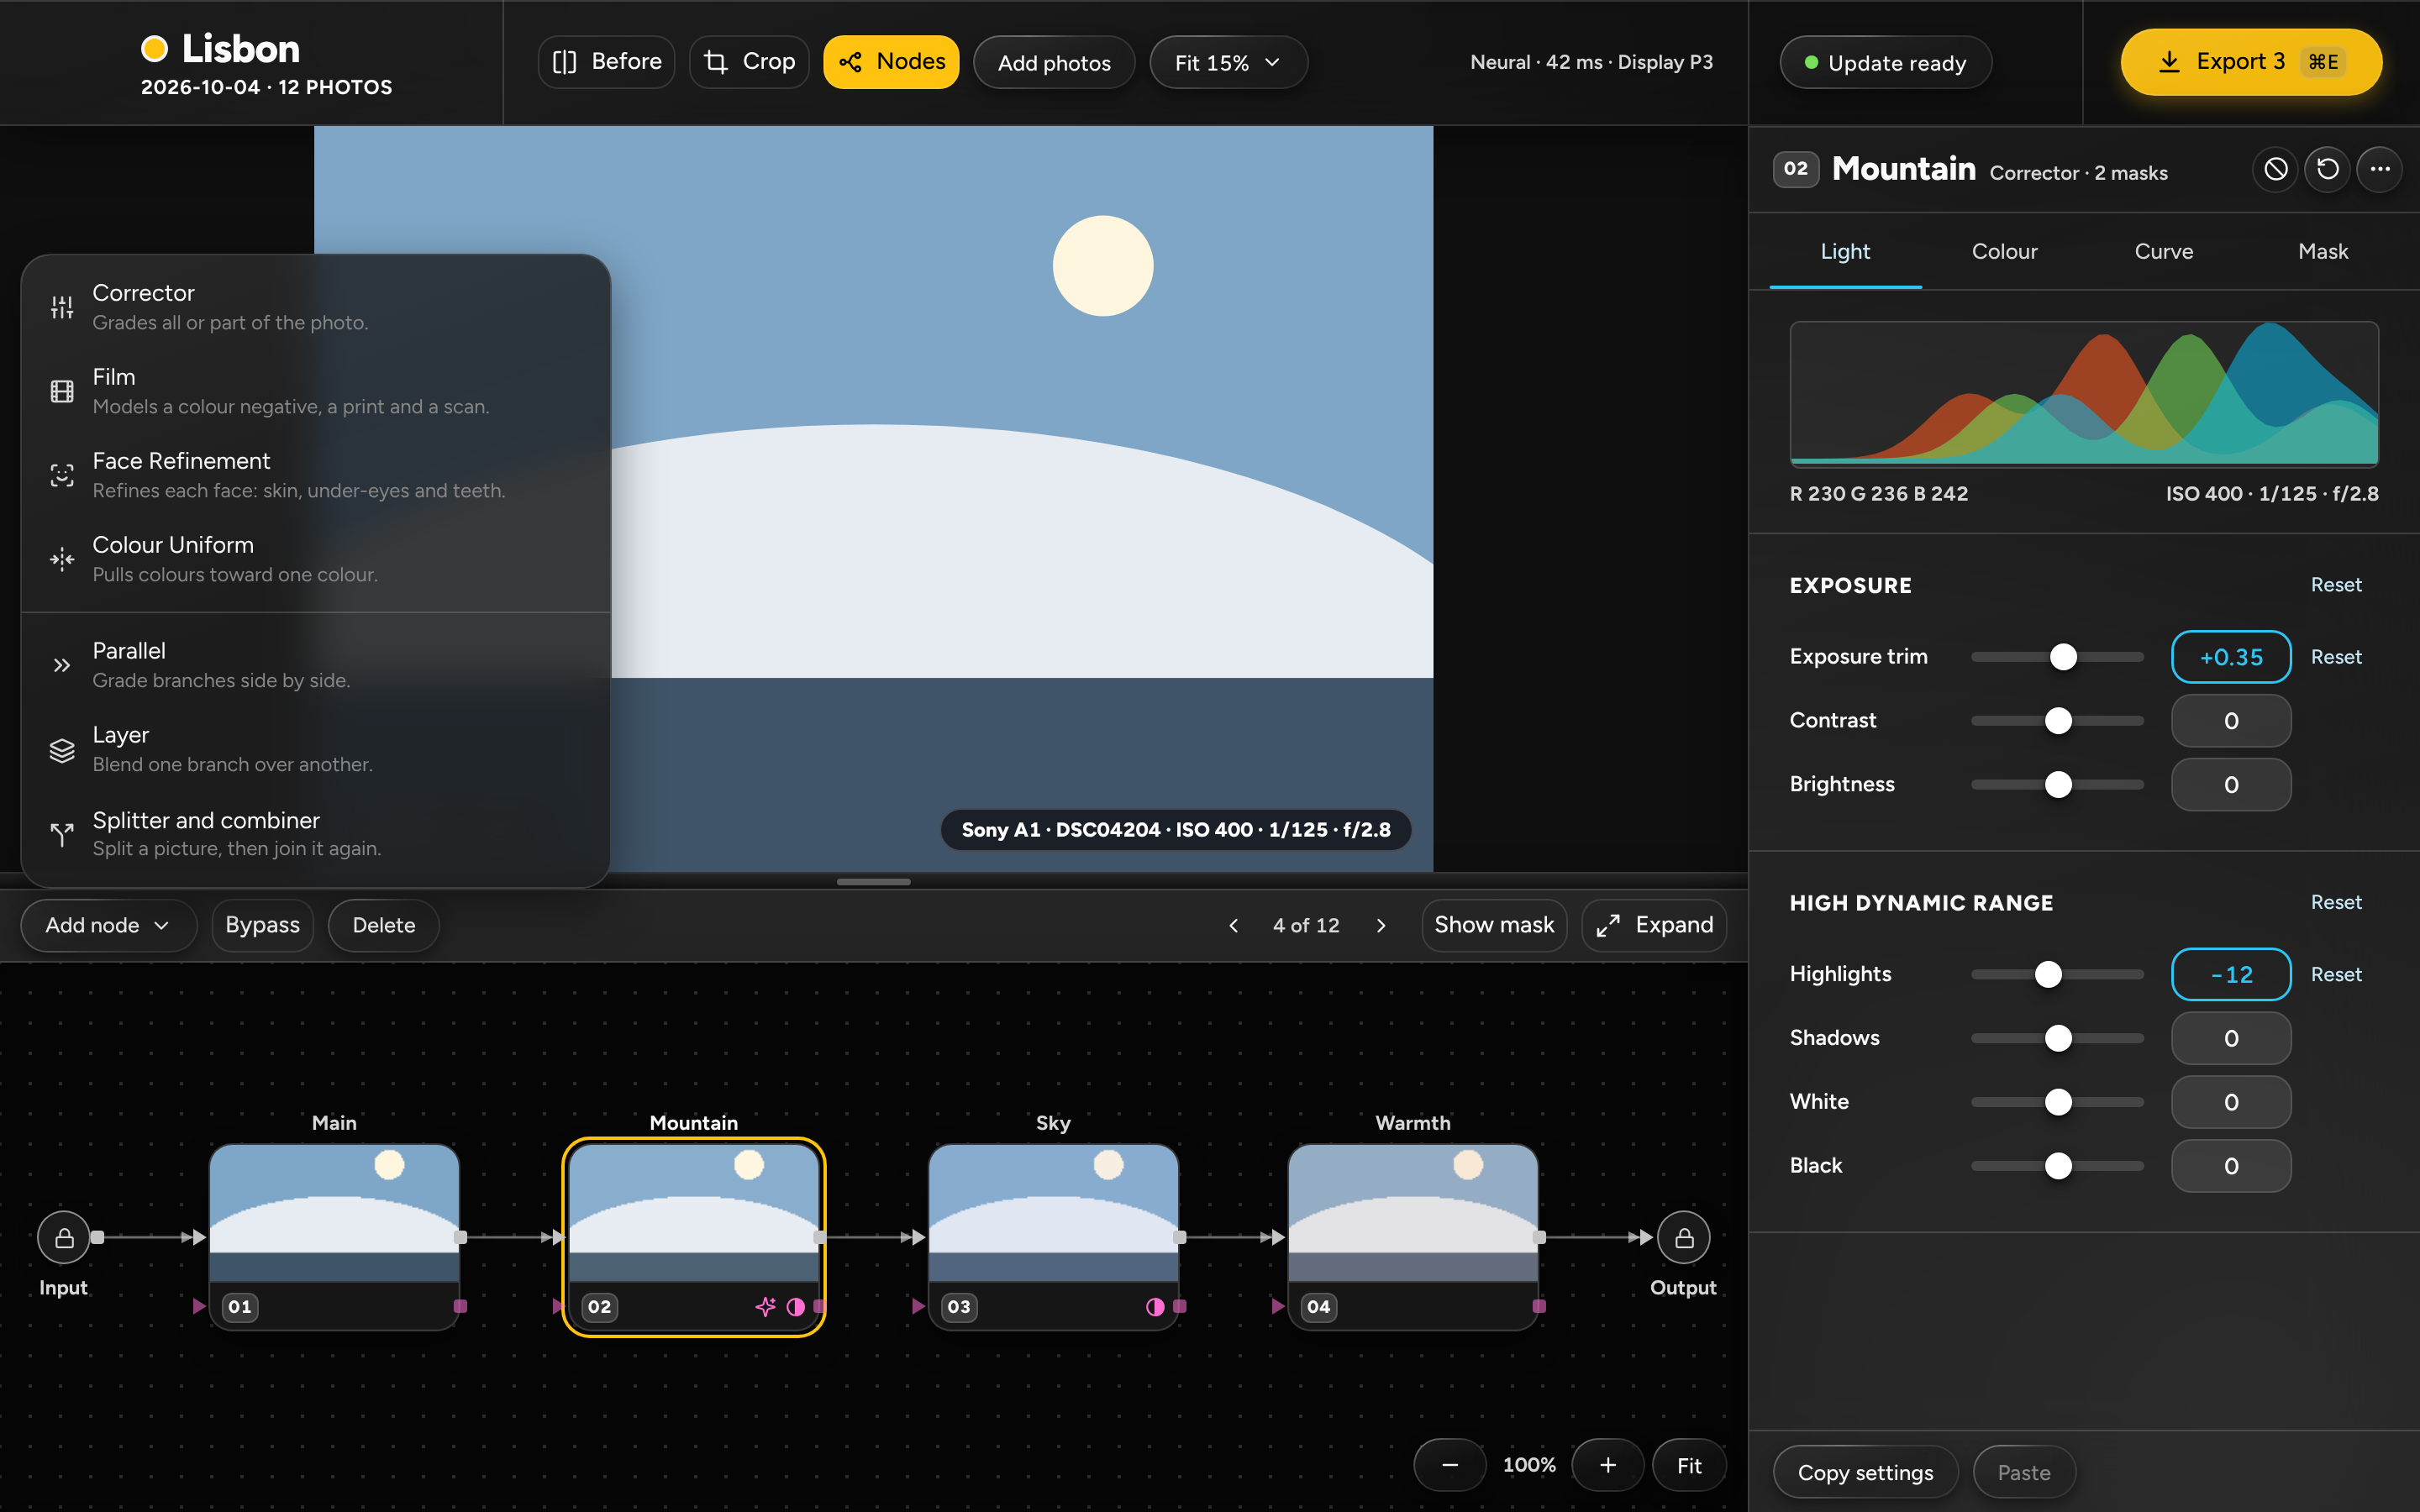 Lisbon
2026-10-04 · 12 PHOTOS
Before
Crop
Nodes
Add photos
Fit 15%
Neural · 42 ms · Display P3
Update ready
Export 3 ⌘E
02 Mountain Corrector · 2 masks
Light
Colour
Curve
Mask
R 230 G 236 B 242
ISO 400 · 1/125 · f/2.8
EXPOSURE
Reset
Exposure trim
+0.35
Reset
Contrast
0
Brightness
0
HIGH DYNAMIC RANGE
Reset
Highlights
-12
Reset
Shadows
0
White
0
Black
0
Copy settings
Paste
Corrector
Grades all or part of the photo.
Film
Models a colour negative, a print and a scan.
Face Refinement
Refines each face: skin, under-eyes and teeth.
Colour Uniform
Pulls colours toward one colour.
Parallel
Grade branches side by side.
Layer
Blend one branch over another.
Splitter and combiner
Split a picture, then join it again.
Sony A1 · DSC04204 · ISO 400 · 1/125 · f/2.8
Add node
Bypass
Delete
4 of 12
Show mask
Expand
Input
Main
01
Mountain
02
Sky
03
Warmth
04
Output
100%
Fit